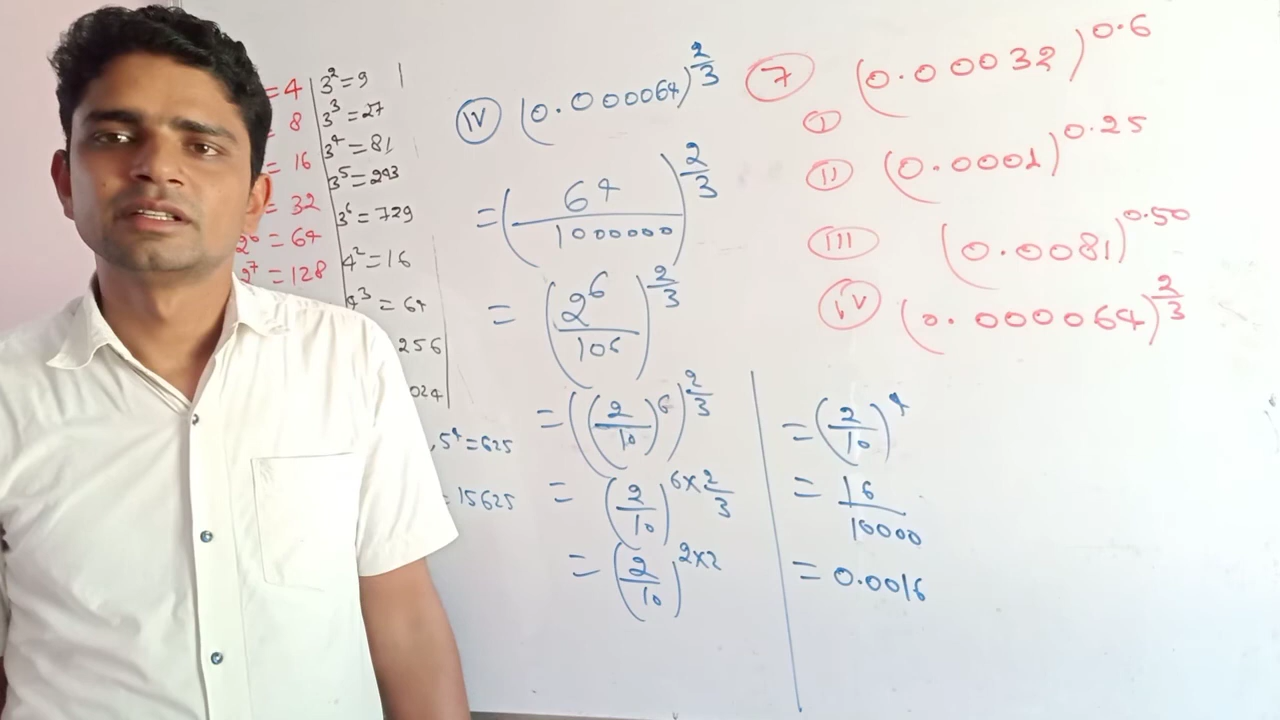 = 4
= 8
= 16
= 32
2⁶ = 64
2⁷ = 128
3² = 9
3³ = 27
3⁴ = 81
3⁵ = 243
3⁶ = 729
4² = 16
4³ = 64
256
024
5⁴ = 625
= 15625
(iv) (0.000064)^(2/3)
= (64/1000000)^(2/3)
= (2⁶/10⁶)^(2/3)
= ((2/10)⁶)^(2/3)
= (2/10)^(6×2/3)
= (2/10)^(2×2)
= (2/10)⁴
= 16/10000
= 0.0016
(7) (0.00032)^0.6
(I)
(II) (0.0001)^0.25
(III) (0.0081)^0.50
(iv) (0.000064)^(2/3)